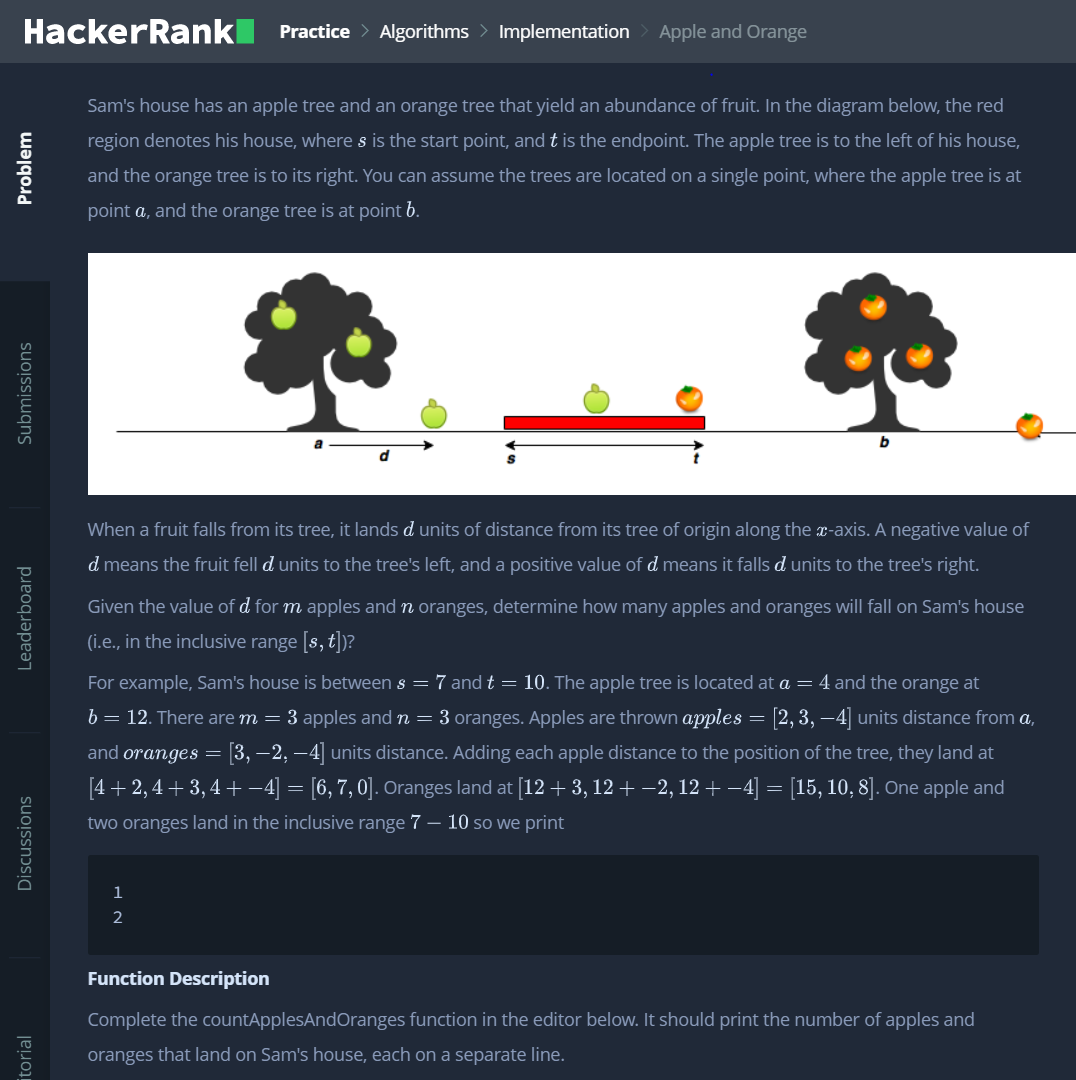 HackerRank Practice > Algorithms > Implementation > Apple and Orange
Problem
Submissions
Leaderboard
Discussions
itorial
Sam's house has an apple tree and an orange tree that yield an abundance of fruit. In the diagram below, the red
region denotes his house, where s is the start point, and t is the endpoint. The apple tree is to the left of his house,
and the orange tree is to its right. You can assume the trees are located on a single point, where the apple tree is at
point a, and the orange tree is at point b.
a
d
s
t
b
When a fruit falls from its tree, it lands d units of distance from its tree of origin along the x-axis. A negative value of
d means the fruit fell d units to the tree's left, and a positive value of d means it falls d units to the tree's right.
Given the value of d for m apples and n oranges, determine how many apples and oranges will fall on Sam's house
(i.e., in the inclusive range [s, t])?
For example, Sam's house is between s = 7 and t = 10. The apple tree is located at a = 4 and the orange at
b = 12. There are m = 3 apples and n = 3 oranges. Apples are thrown apples = [2, 3, −4] units distance from a,
and oranges = [3, −2, −4] units distance. Adding each apple distance to the position of the tree, they land at
[4 + 2, 4 + 3, 4 + −4] = [6, 7, 0]. Oranges land at [12 + 3, 12 + −2, 12 + −4] = [15, 10, 8]. One apple and
two oranges land in the inclusive range 7 − 10 so we print
1
2
Function Description
Complete the countApplesAndOranges function in the editor below. It should print the number of apples and
oranges that land on Sam's house, each on a separate line.